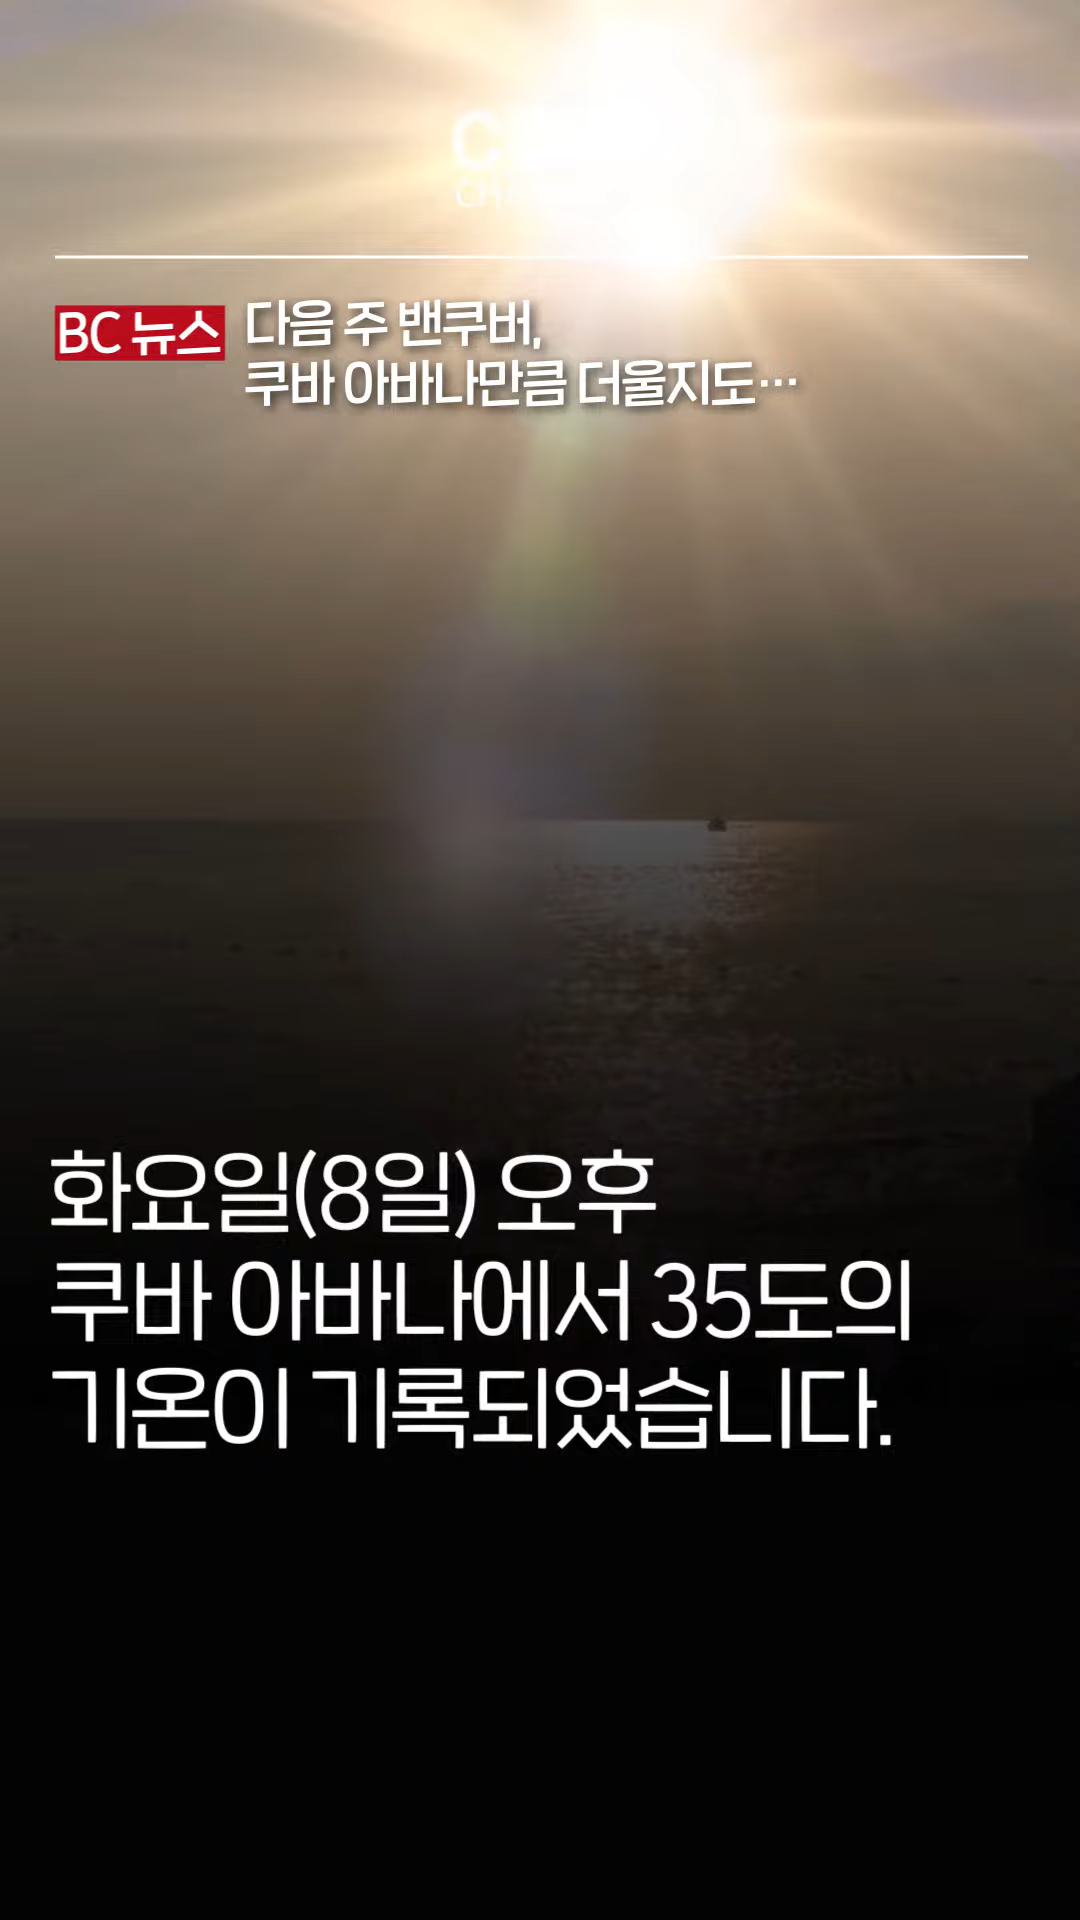 BC 뉴스
다음 주 밴쿠버,
쿠바 아바나만큼 더울지도…
화요일(8일) 오후
쿠바 아바나에서 35도의
기온이 기록되었습니다.